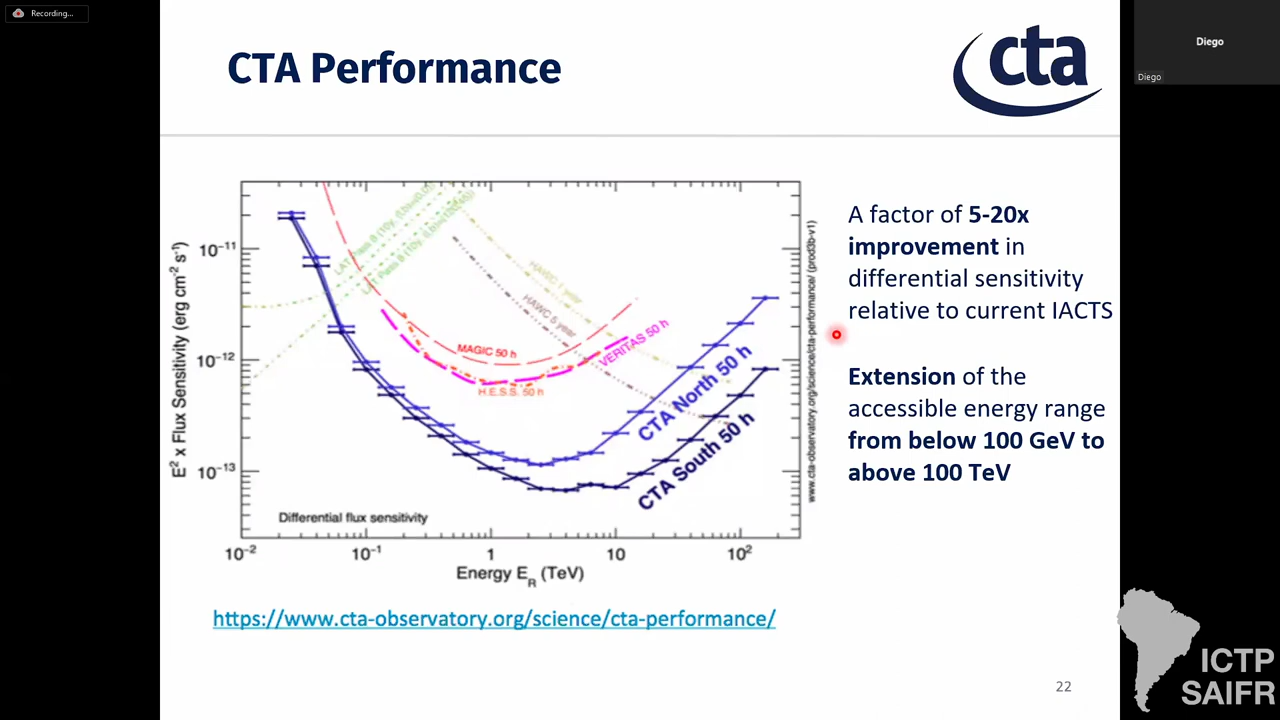 Recording...
CTA Performance
cta
Diego
Diego
A factor of 5-20x
improvement in
differential sensitivity
relative to current IACTS
Extension of the
accessible energy range
from below 100 GeV to
above 100 TeV
E² x Flux Sensitivity (erg cm⁻² s⁻¹)
10⁻¹¹
10⁻¹²
10⁻¹³
HAWC 1 year
HAWC 5 year
MAGIC 50 h
VERITAS 50 h
H.E.S.S. 50 h
CTA North 50 h
CTA South 50 h
Differential flux sensitivity
www.cta-observatory.org/science/cta-performance/ (prod3b-v1)
10⁻² 10⁻¹ 1 10 10²
Energy E_R (TeV)
https://www.cta-observatory.org/science/cta-performance/
22
ICTP
SAIFR